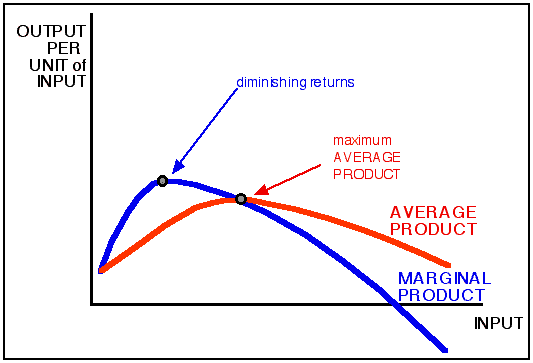 OUTPUT
PER
UNIT of
INPUT
diminishing returns
maximum
AVERAGE
PRODUCT
AVERAGE
PRODUCT
MARGINAL
PRODUCT
INPUT